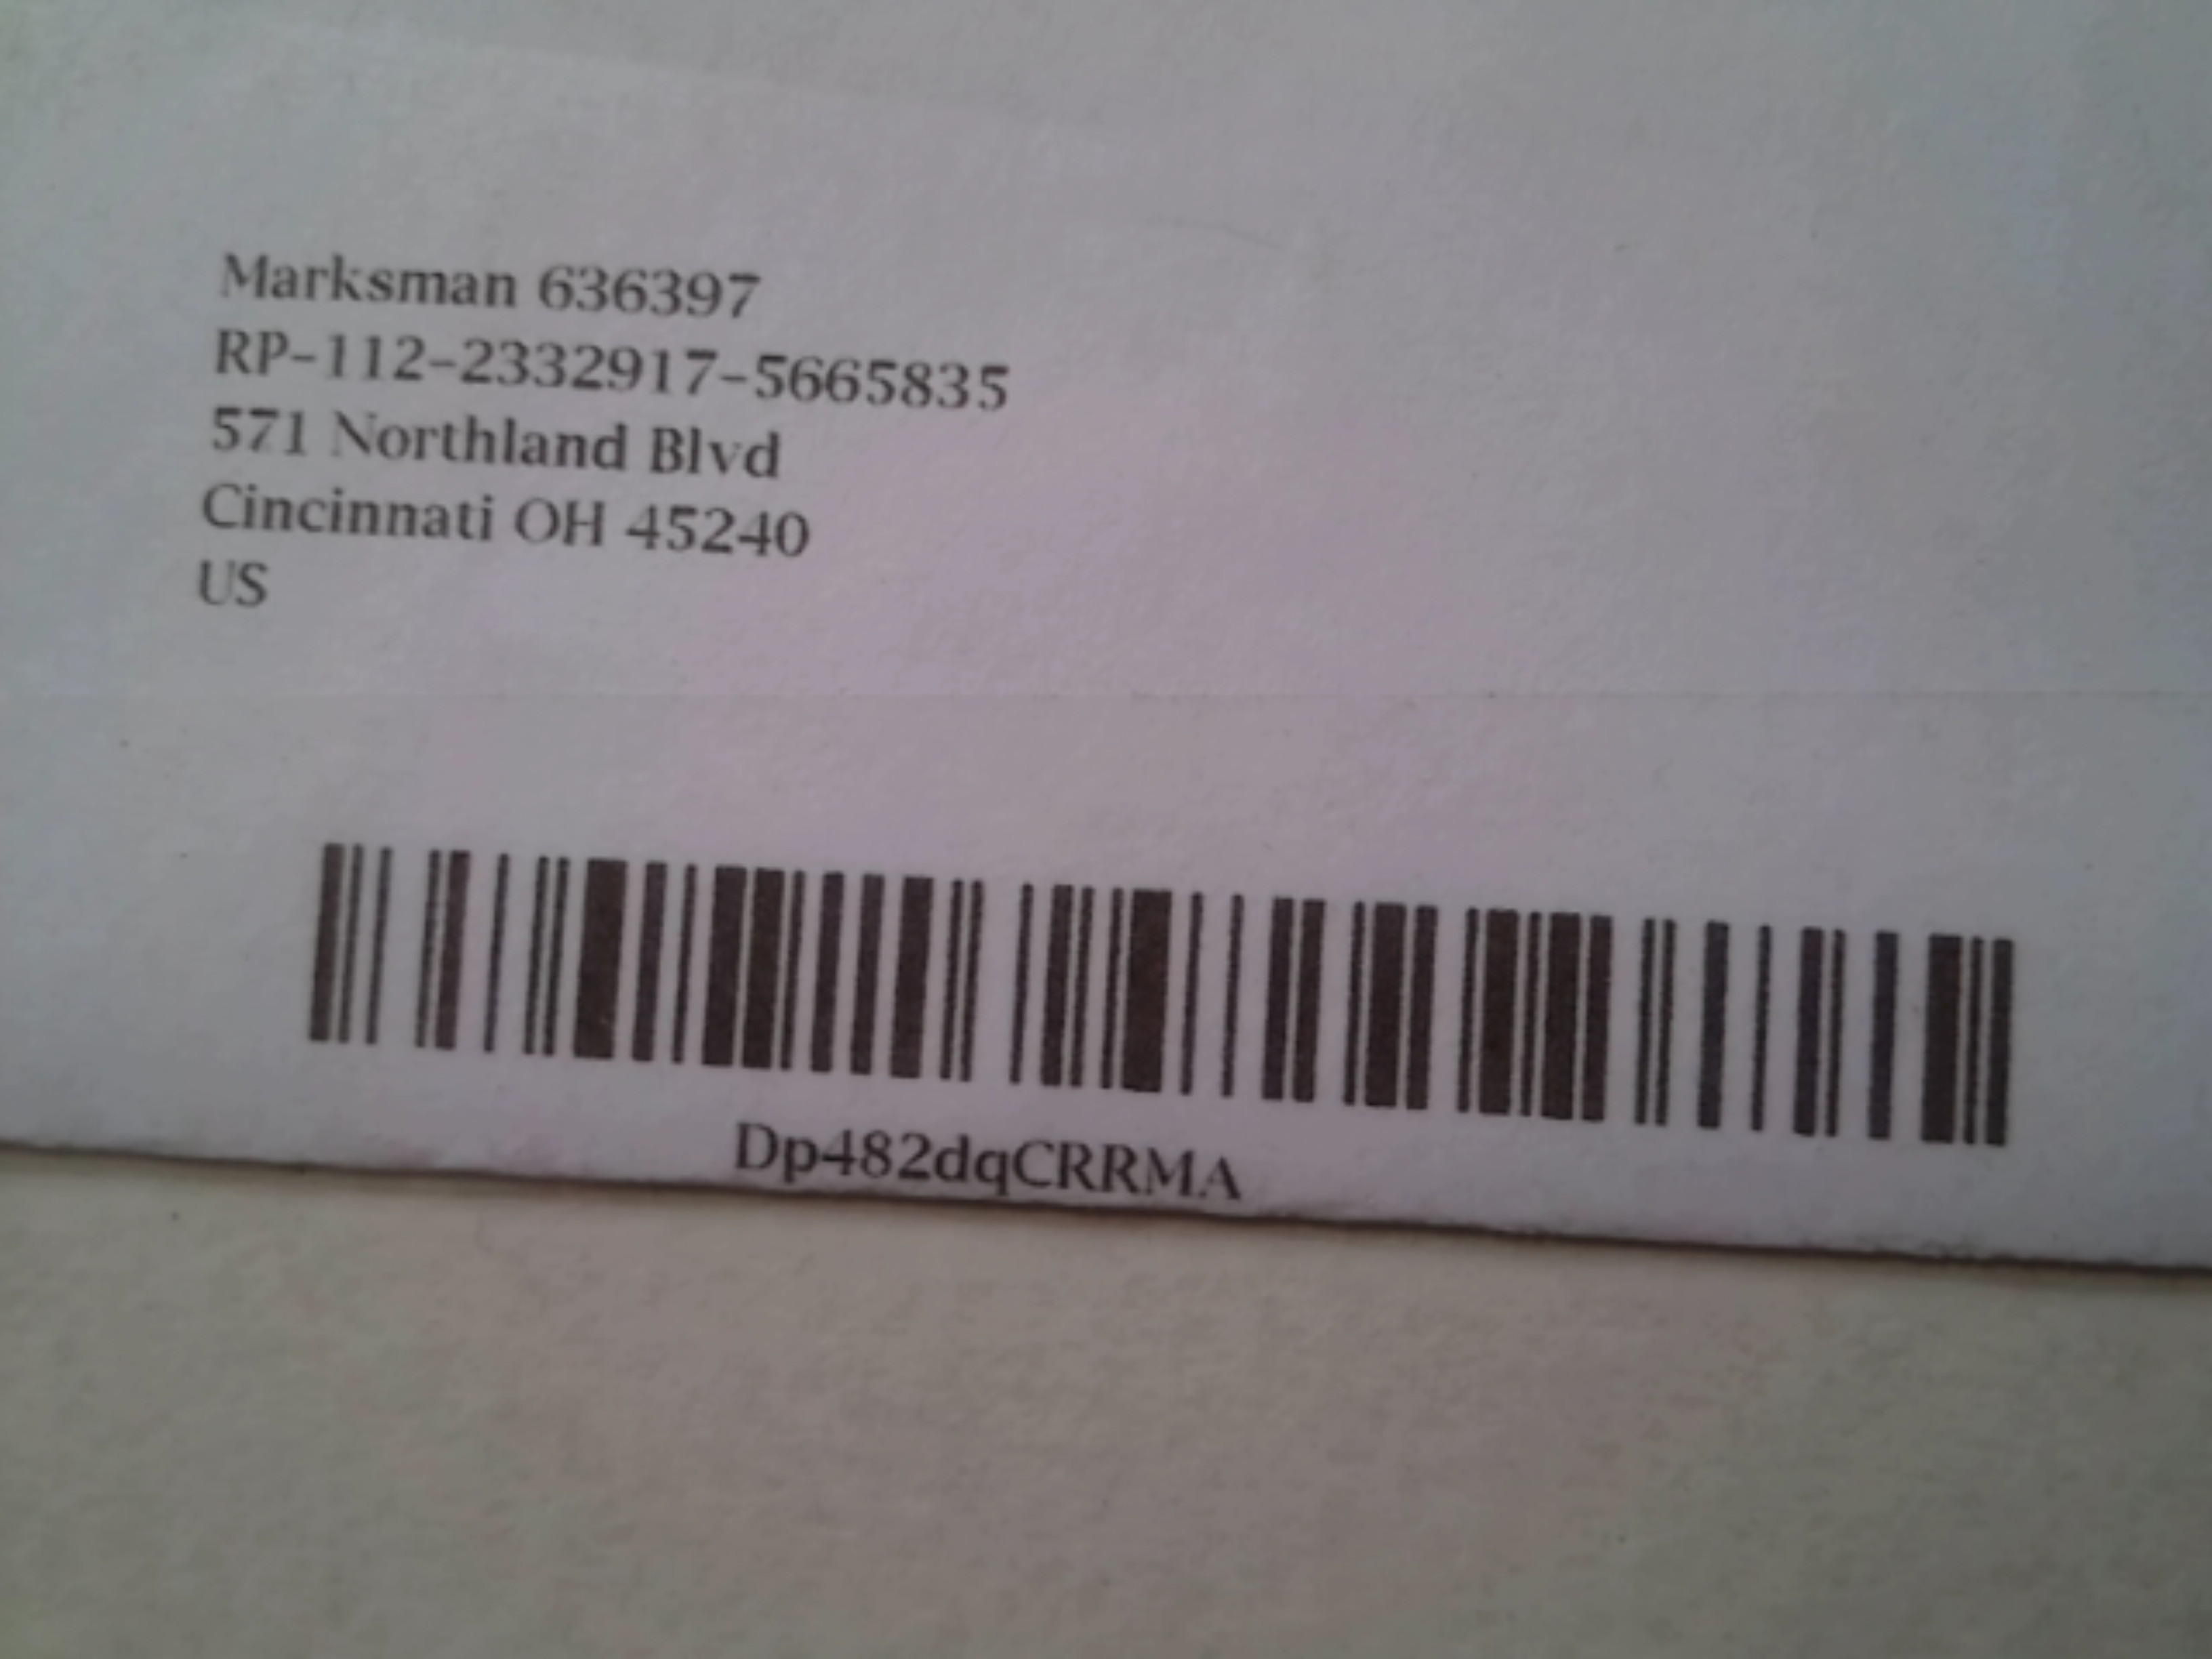 Marksman 636397
RP-112-2332917-5665835
571 Northland Blvd
Cincinnati OH 45240
US
Dp482dqCRRMA